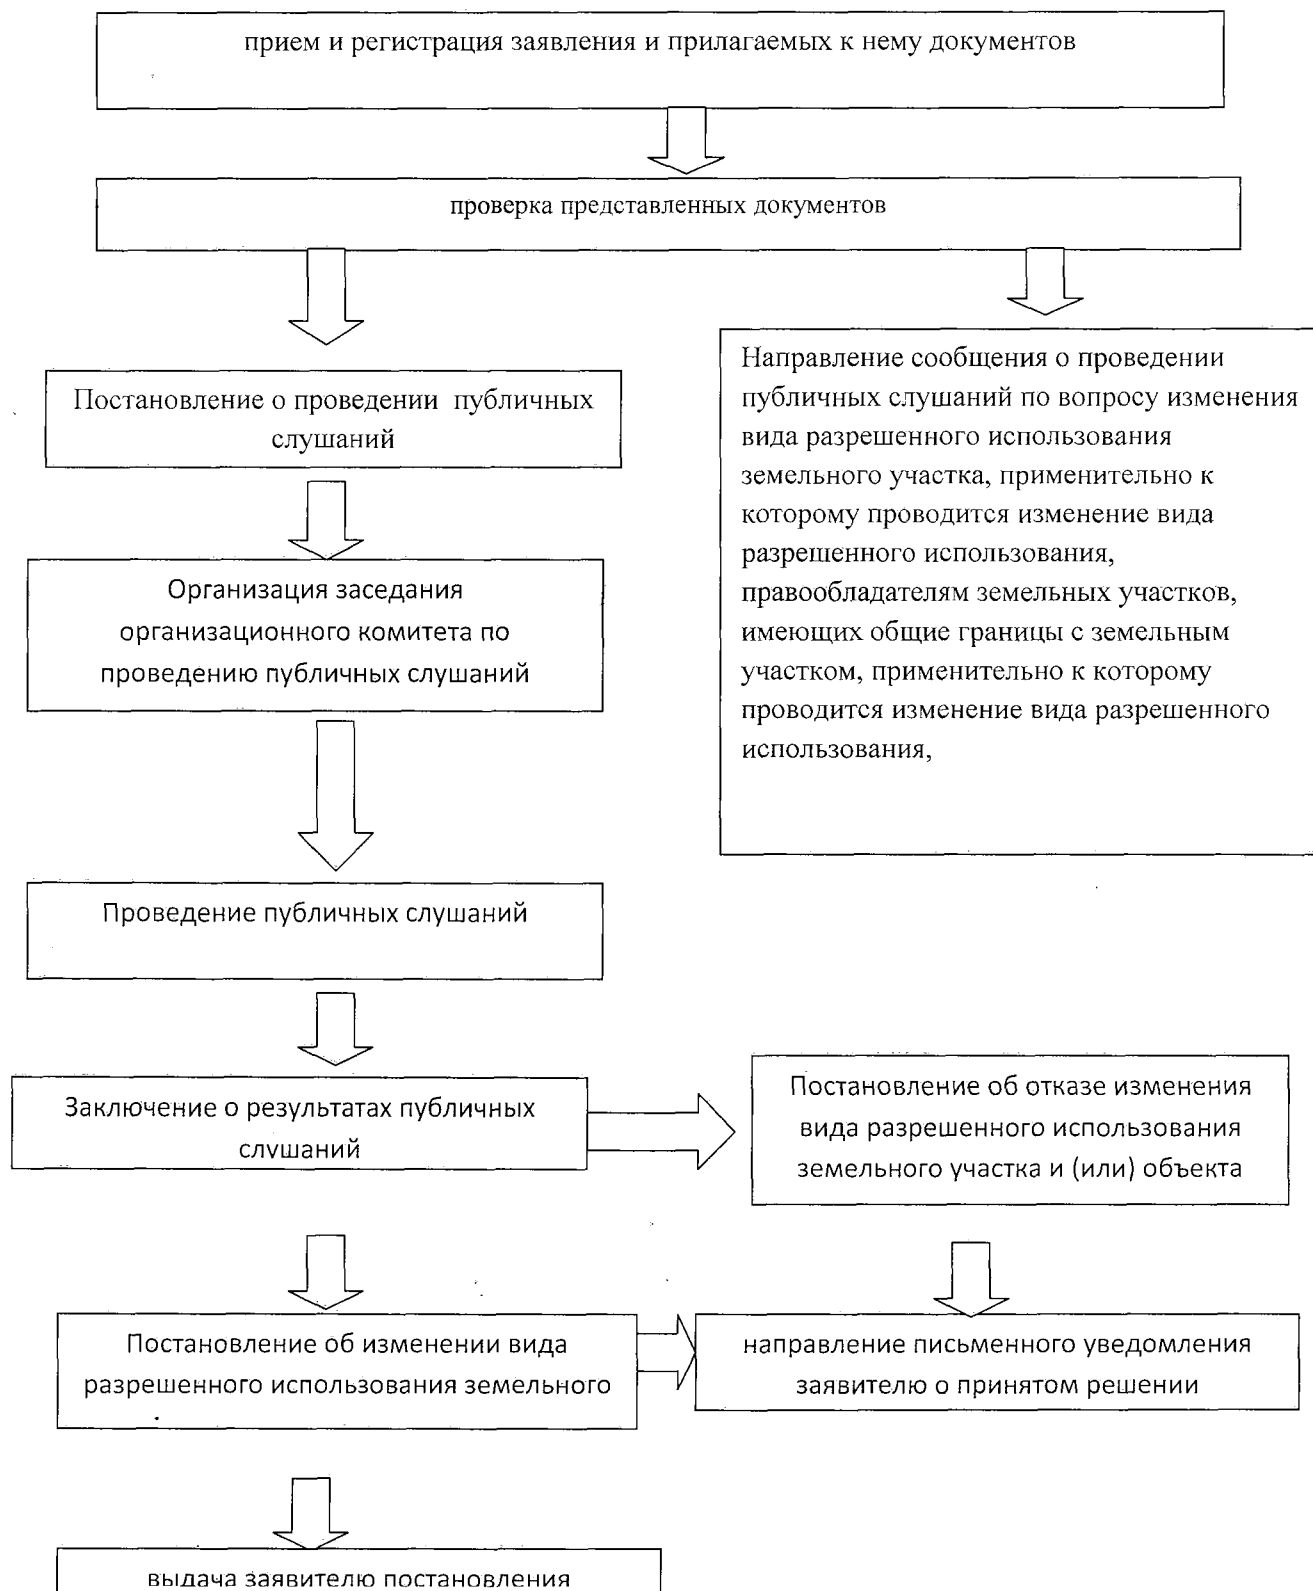 прием и регистрация заявления и прилагаемых к нему документов
проверка представленных документов
Постановление о проведении публичных
слушаний
Направление сообщения о проведении
публичных слушаний по вопросу изменения
вида разрешенного использования
земельного участка, применительно к
которому проводится изменение вида
разрешенного использования,
правообладателям земельных участков,
имеющих общие границы с земельным
участком, применительно к которому
проводится изменение вида разрешенного
использования,
Организация заседания
организационного комитета по
проведению публичных слушаний
Проведение публичных слушаний
Заключение о результатах публичных
слушаний
Постановление об отказе изменения
вида разрешенного использования
земельного участка и (или) объекта
Постановление об изменении вида
разрешенного использования земельного
направление письменного уведомления
заявителю о принятом решении
выдача заявителю постановления